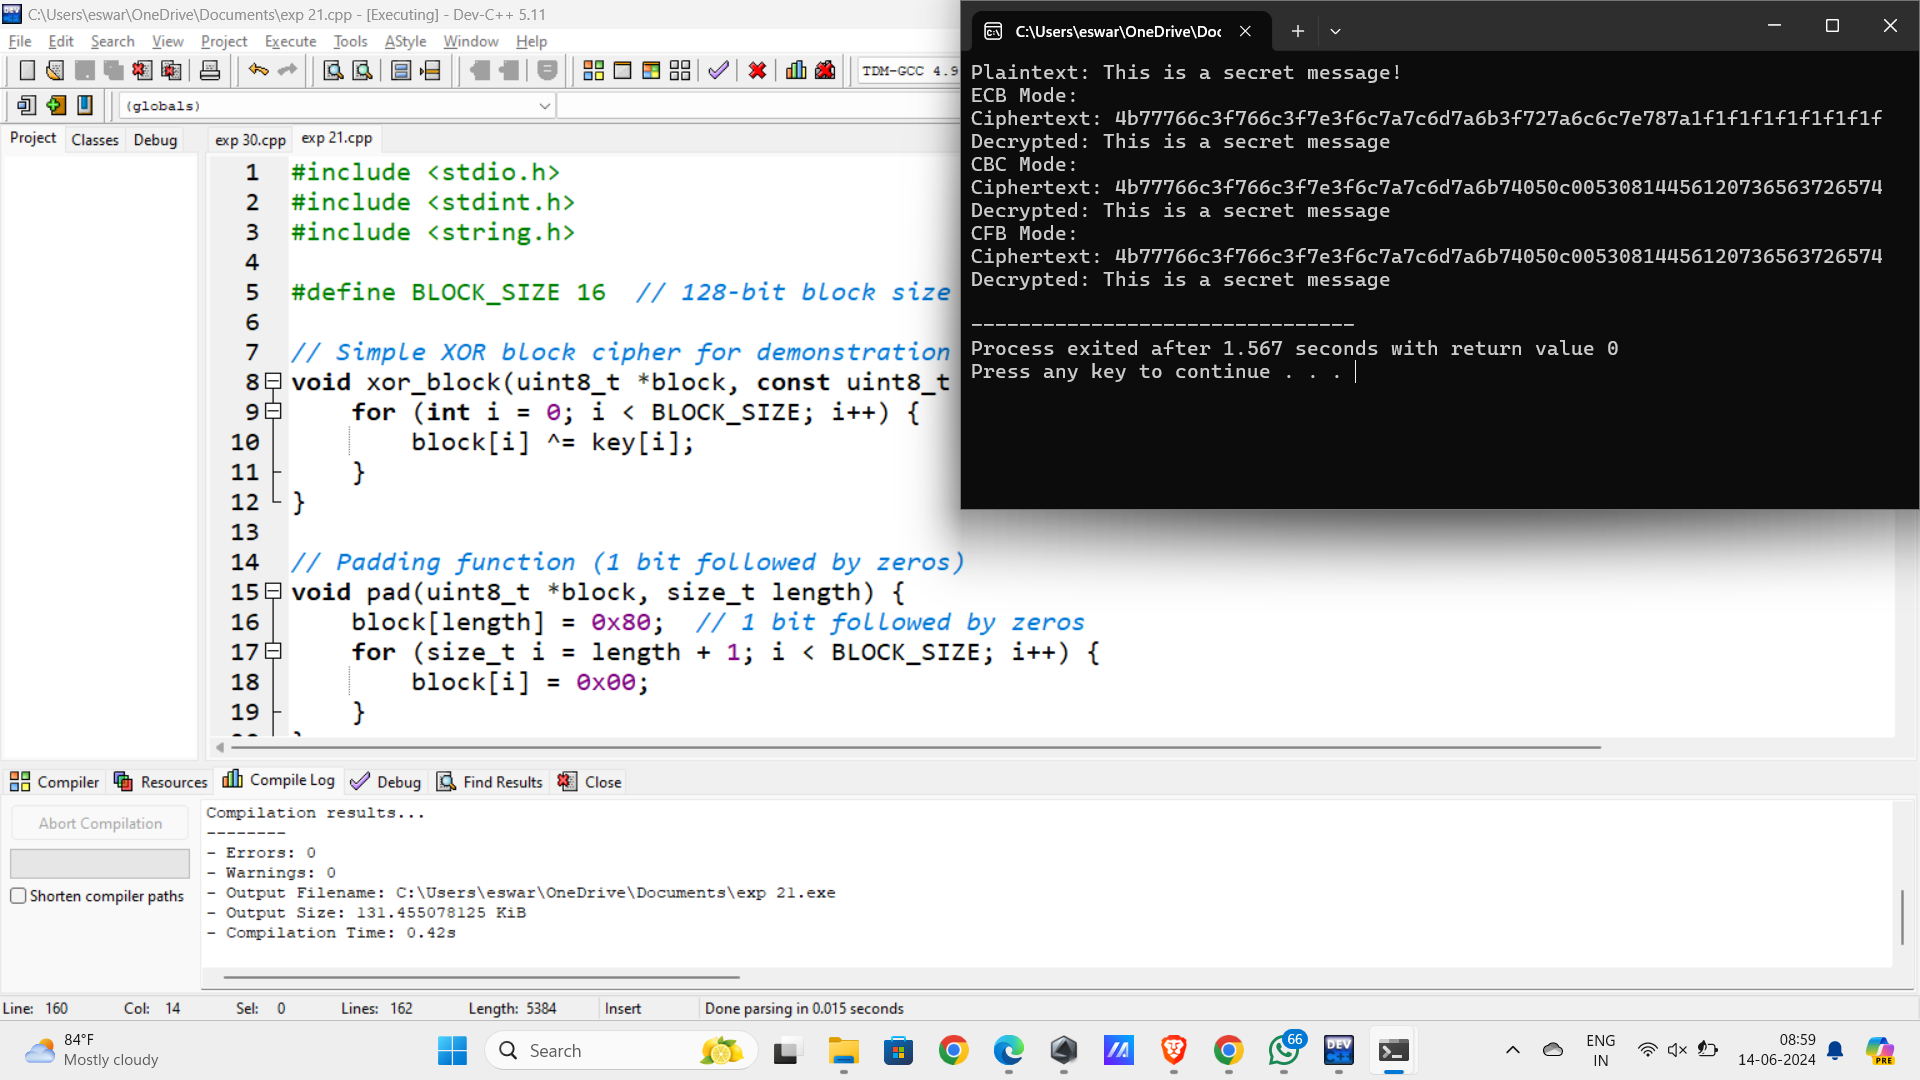 C:\Users\eswar\OneDrive\Documents\exp 21.cpp - [Executing] - Dev-C++ 5.11
File Edit Search View Project Execute Tools AStyle Window Help
TDM-GCC 4.9
(globals)
Project Classes Debug
exp 30.cpp exp 21.cpp
1 #include <stdio.h>
2 #include <stdint.h>
3 #include <string.h>
4
5 #define BLOCK_SIZE 16 // 128-bit block size
6
7 // Simple XOR block cipher for demonstration
8 void xor_block(uint8_t *block, const uint8_t
9 for (int i = 0; i < BLOCK_SIZE; i++) {
10 block[i] ^= key[i];
11 }
12 }
13
14 // Padding function (1 bit followed by zeros)
15 void pad(uint8_t *block, size_t length) {
16 block[length] = 0x80; // 1 bit followed by zeros
17 for (size_t i = length + 1; i < BLOCK_SIZE; i++) {
18 block[i] = 0x00;
19 }
C:\Users\eswar\OneDrive\Doc
Plaintext: This is a secret message!
ECB Mode:
Ciphertext: 4b77766c3f766c3f7e3f6c7a7c6d7a6b3f727a6c6c7e787a1f1f1f1f1f1f1f1f
Decrypted: This is a secret message
CBC Mode:
Ciphertext: 4b77766c3f766c3f7e3f6c7a7c6d7a6b74050c005308144561207365637265​74
Decrypted: This is a secret message
CFB Mode:
Ciphertext: 4b77766c3f766c3f7e3f6c7a7c6d7a6b74050c00530814456120736563726574
Decrypted: This is a secret message
--------------------------------
Process exited after 1.567 seconds with return value 0
Press any key to continue . . .
Compiler Resources Compile Log Debug Find Results Close
Abort Compilation
Shorten compiler paths
Compilation results...
--------
- Errors: 0
- Warnings: 0
- Output Filename: C:\Users\eswar\OneDrive\Documents\exp 21.exe
- Output Size: 131.455078125 KiB
- Compilation Time: 0.42s
Line: 160 Col: 14 Sel: 0 Lines: 162 Length: 5384 Insert Done parsing in 0.015 seconds
84°F
Mostly cloudy
Search
66
DEV C++
ENG
IN
08:59
14-06-2024
PRE